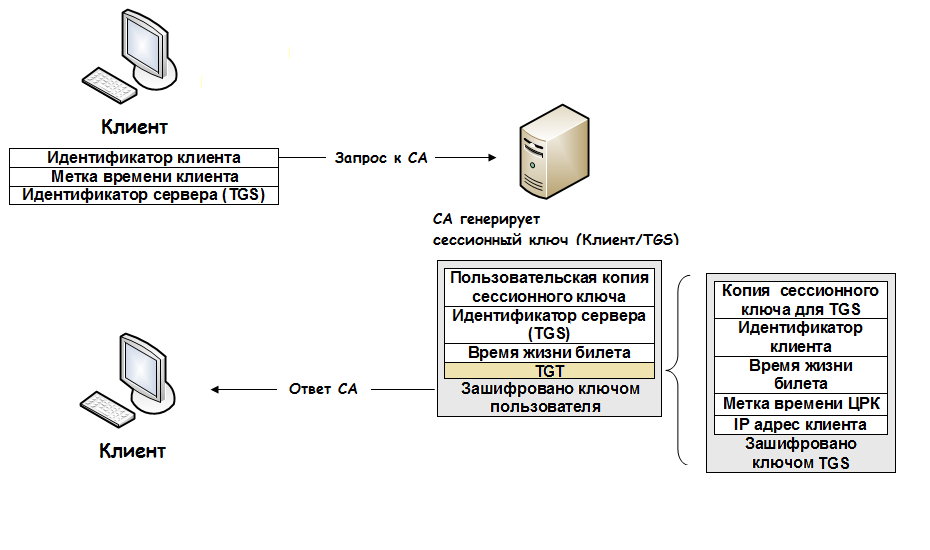 Клиент
Идентификатор клиента
Метка времени клиента
Идентификатор сервера (TGS)
Запрос к СА
СА генерирует
сессионный ключ (Клиент/TGS)
Пользовательская копия
сессионного ключа
Идентификатор сервера
(TGS)
Время жизни билета
TGT
Зашифровано ключом
пользователя
Копия сессионного
ключа для TGS
Идентификатор
клиента
Время жизни
билета
Метка времени ЦРК
IP адрес клиента
Зашифровано
ключом TGS
Ответ СА
Клиент